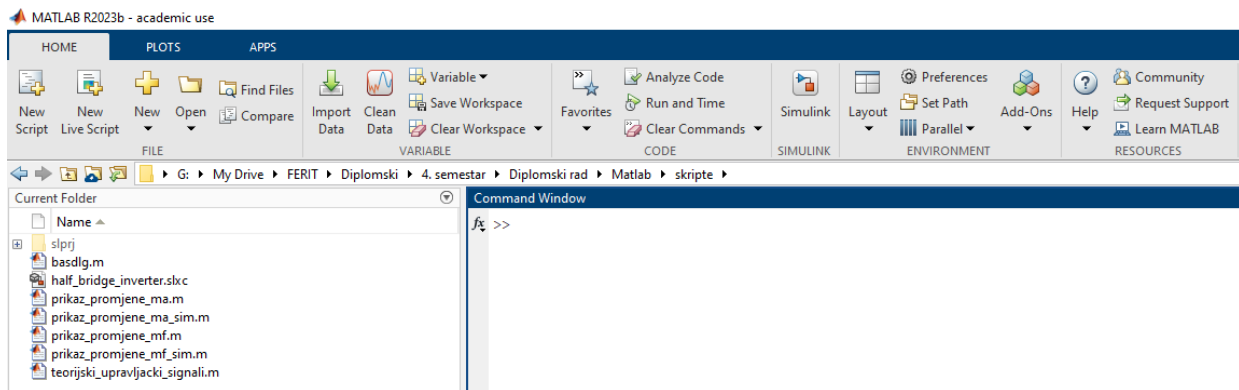 MATLAB R2023b - academic use
HOME PLOTS APPS
New Script
New Live Script
New
Open
Find Files
Compare
Import Data
Clean Data
Variable
Save Workspace
Clear Workspace
Favorites
Analyze Code
Run and Time
Clear Commands
Simulink
Layout
Preferences
Set Path
Parallel
Add-Ons
Help
Community
Request Support
Learn MATLAB
FILE VARIABLE CODE SIMULINK ENVIRONMENT RESOURCES
G: My Drive FERIT Diplomski 4. semestar Diplomski rad Matlab skripte
Current Folder
Name
slprj
basdlg.m
half_bridge_inverter.slxc
prikaz_promjene_ma.m
prikaz_promjene_ma_sim.m
prikaz_promjene_mf.m
prikaz_promjene_mf_sim.m
teorijski_upravljacki_signali.m
Command Window
fx >>